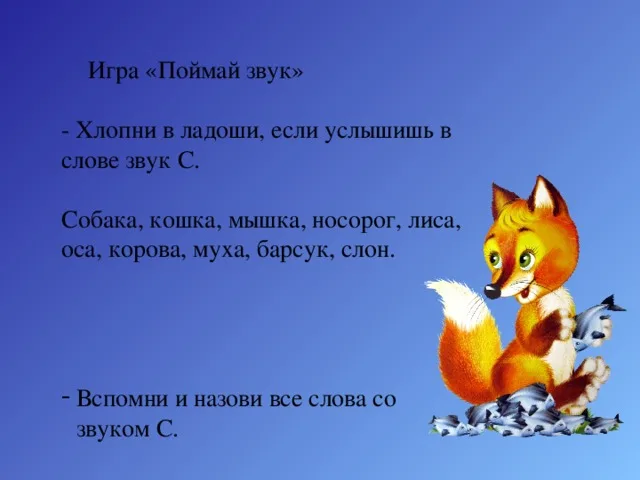 Игра «Поймай звук»
- Хлопни в ладоши, если услышишь в
слове звук С.
Собака, кошка, мышка, носорог, лиса,
оса, корова, муха, барсук, слон.
- Вспомни и назови все слова со
звуком С.